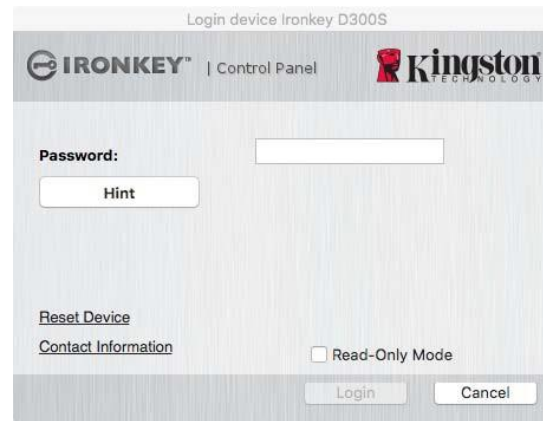 Login device Ironkey D300S
IRONKEY™ | Control Panel
Kingston
TECHNOLOGY
Password:
Hint
Reset Device
Contact Information
Read-Only Mode
Login
Cancel